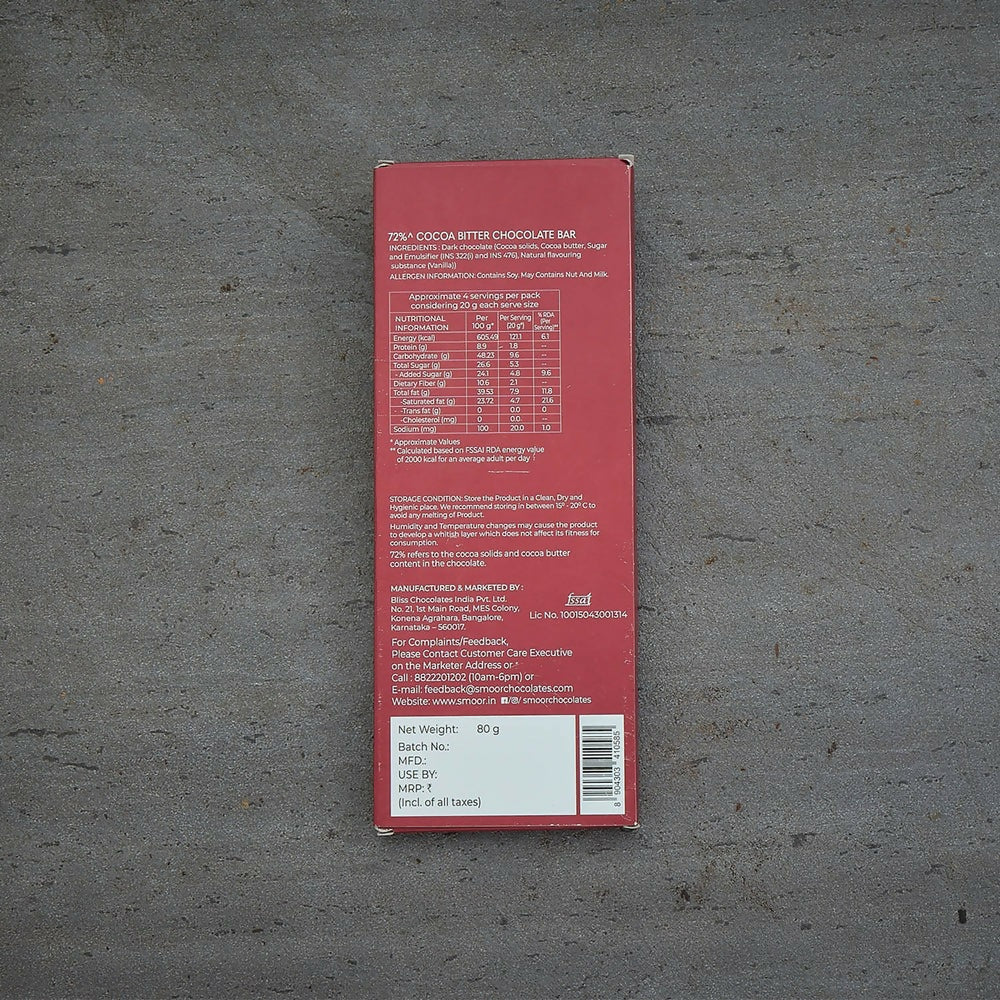 72%^ COCOA BITTER CHOCOLATE BAR
INGREDIENTS : Dark chocolate (Cocoa solids, Cocoa butter, Sugar
and Emulsifier (INS 322(i) and INS 476), Natural flavouring
substance (Vanilla))
ALLERGEN INFORMATION: Contains Soy. May Contains Nut And Milk.
Approximate 4 servings per pack
considering 20 g each serve size
NUTRITIONAL INFORMATION Per 100 g* Per Serving (20 g*) % RDA (Per Serving)**
Energy (kcal) 605.49 121.1 6.1
Protein (g) 8.9 1.8 --
Carbohydrate (g) 48.23 9.6 --
Total Sugar (g) 26.6 5.3 --
- Added Sugar (g) 24.1 4.8 9.6
Dietary Fiber (g) 10.6 2.1 --
Total fat (g) 39.53 7.9 11.8
-Saturated fat (g) 23.72 4.7 21.6
-Trans fat (g) 0 0.0 0
-Cholesterol (mg) 0 0.0. --
Sodium (mg) 100 20.0 1.0
* Approximate Values
** Calculated based on FSSAI RDA energy value
of 2000 kcal for an average adult per day
STORAGE CONDITION: Store the Product in a Clean, Dry and
Hygienic place. We recommend storing in between 15º - 20º C to
avoid any melting of Product.
Humidity and Temperature changes may cause the product
to develop a whitish layer which does not affect its fitness for
consumption.
72% refers to the cocoa solids and cocoa butter
content in the chocolate.
MANUFACTURED & MARKETED BY :
Bliss Chocolates India Pvt. Ltd.
No. 21, 1st Main Road, MES Colony,
Konena Agrahara, Bangalore,
Karnataka – 560017.
fssai
Lic No. 10015043001314
For Complaints/Feedback,
Please Contact Customer Care Executive
on the Marketer Address or
Call : 8822201202 (10am-6pm) or
E-mail: feedback@smoorchocolates.com
Website: www.smoor.in / smoorchocolates
Net Weight: 80 g
Batch No.:
MFD.:
USE BY:
MRP: ₹
(Incl. of all taxes)
8 904303 410585